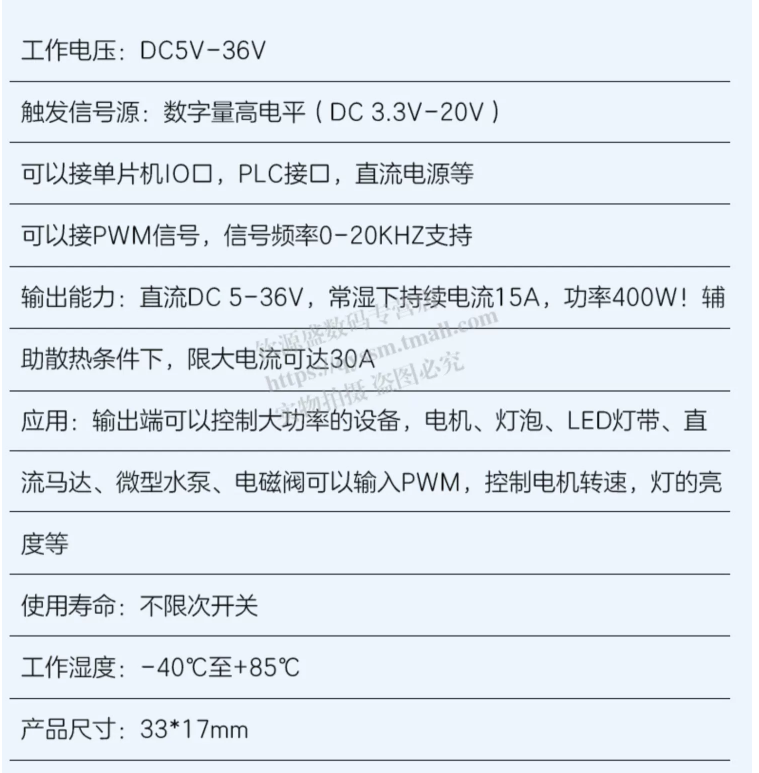 工作电压：DC5V-36V
触发信号源：数字量高电平（DC 3.3V-20V）
可以接单片机IO口，PLC接口，直流电源等
可以接PWM信号，信号频率0-20KHZ支持
输出能力：直流DC 5-36V，常湿下持续电流15A，功率400W！辅
助散热条件下，限大电流可达30A
应用：输出端可以控制大功率的设备，电机、灯泡、LED灯带、直
流马达、微型水泵、电磁阀可以输入PWM，控制电机转速，灯的亮
度等
使用寿命：不限次开关
工作湿度：-40℃至+85℃
产品尺寸：33*17mm
源盛数码专营店
实物拍摄 盗图必究